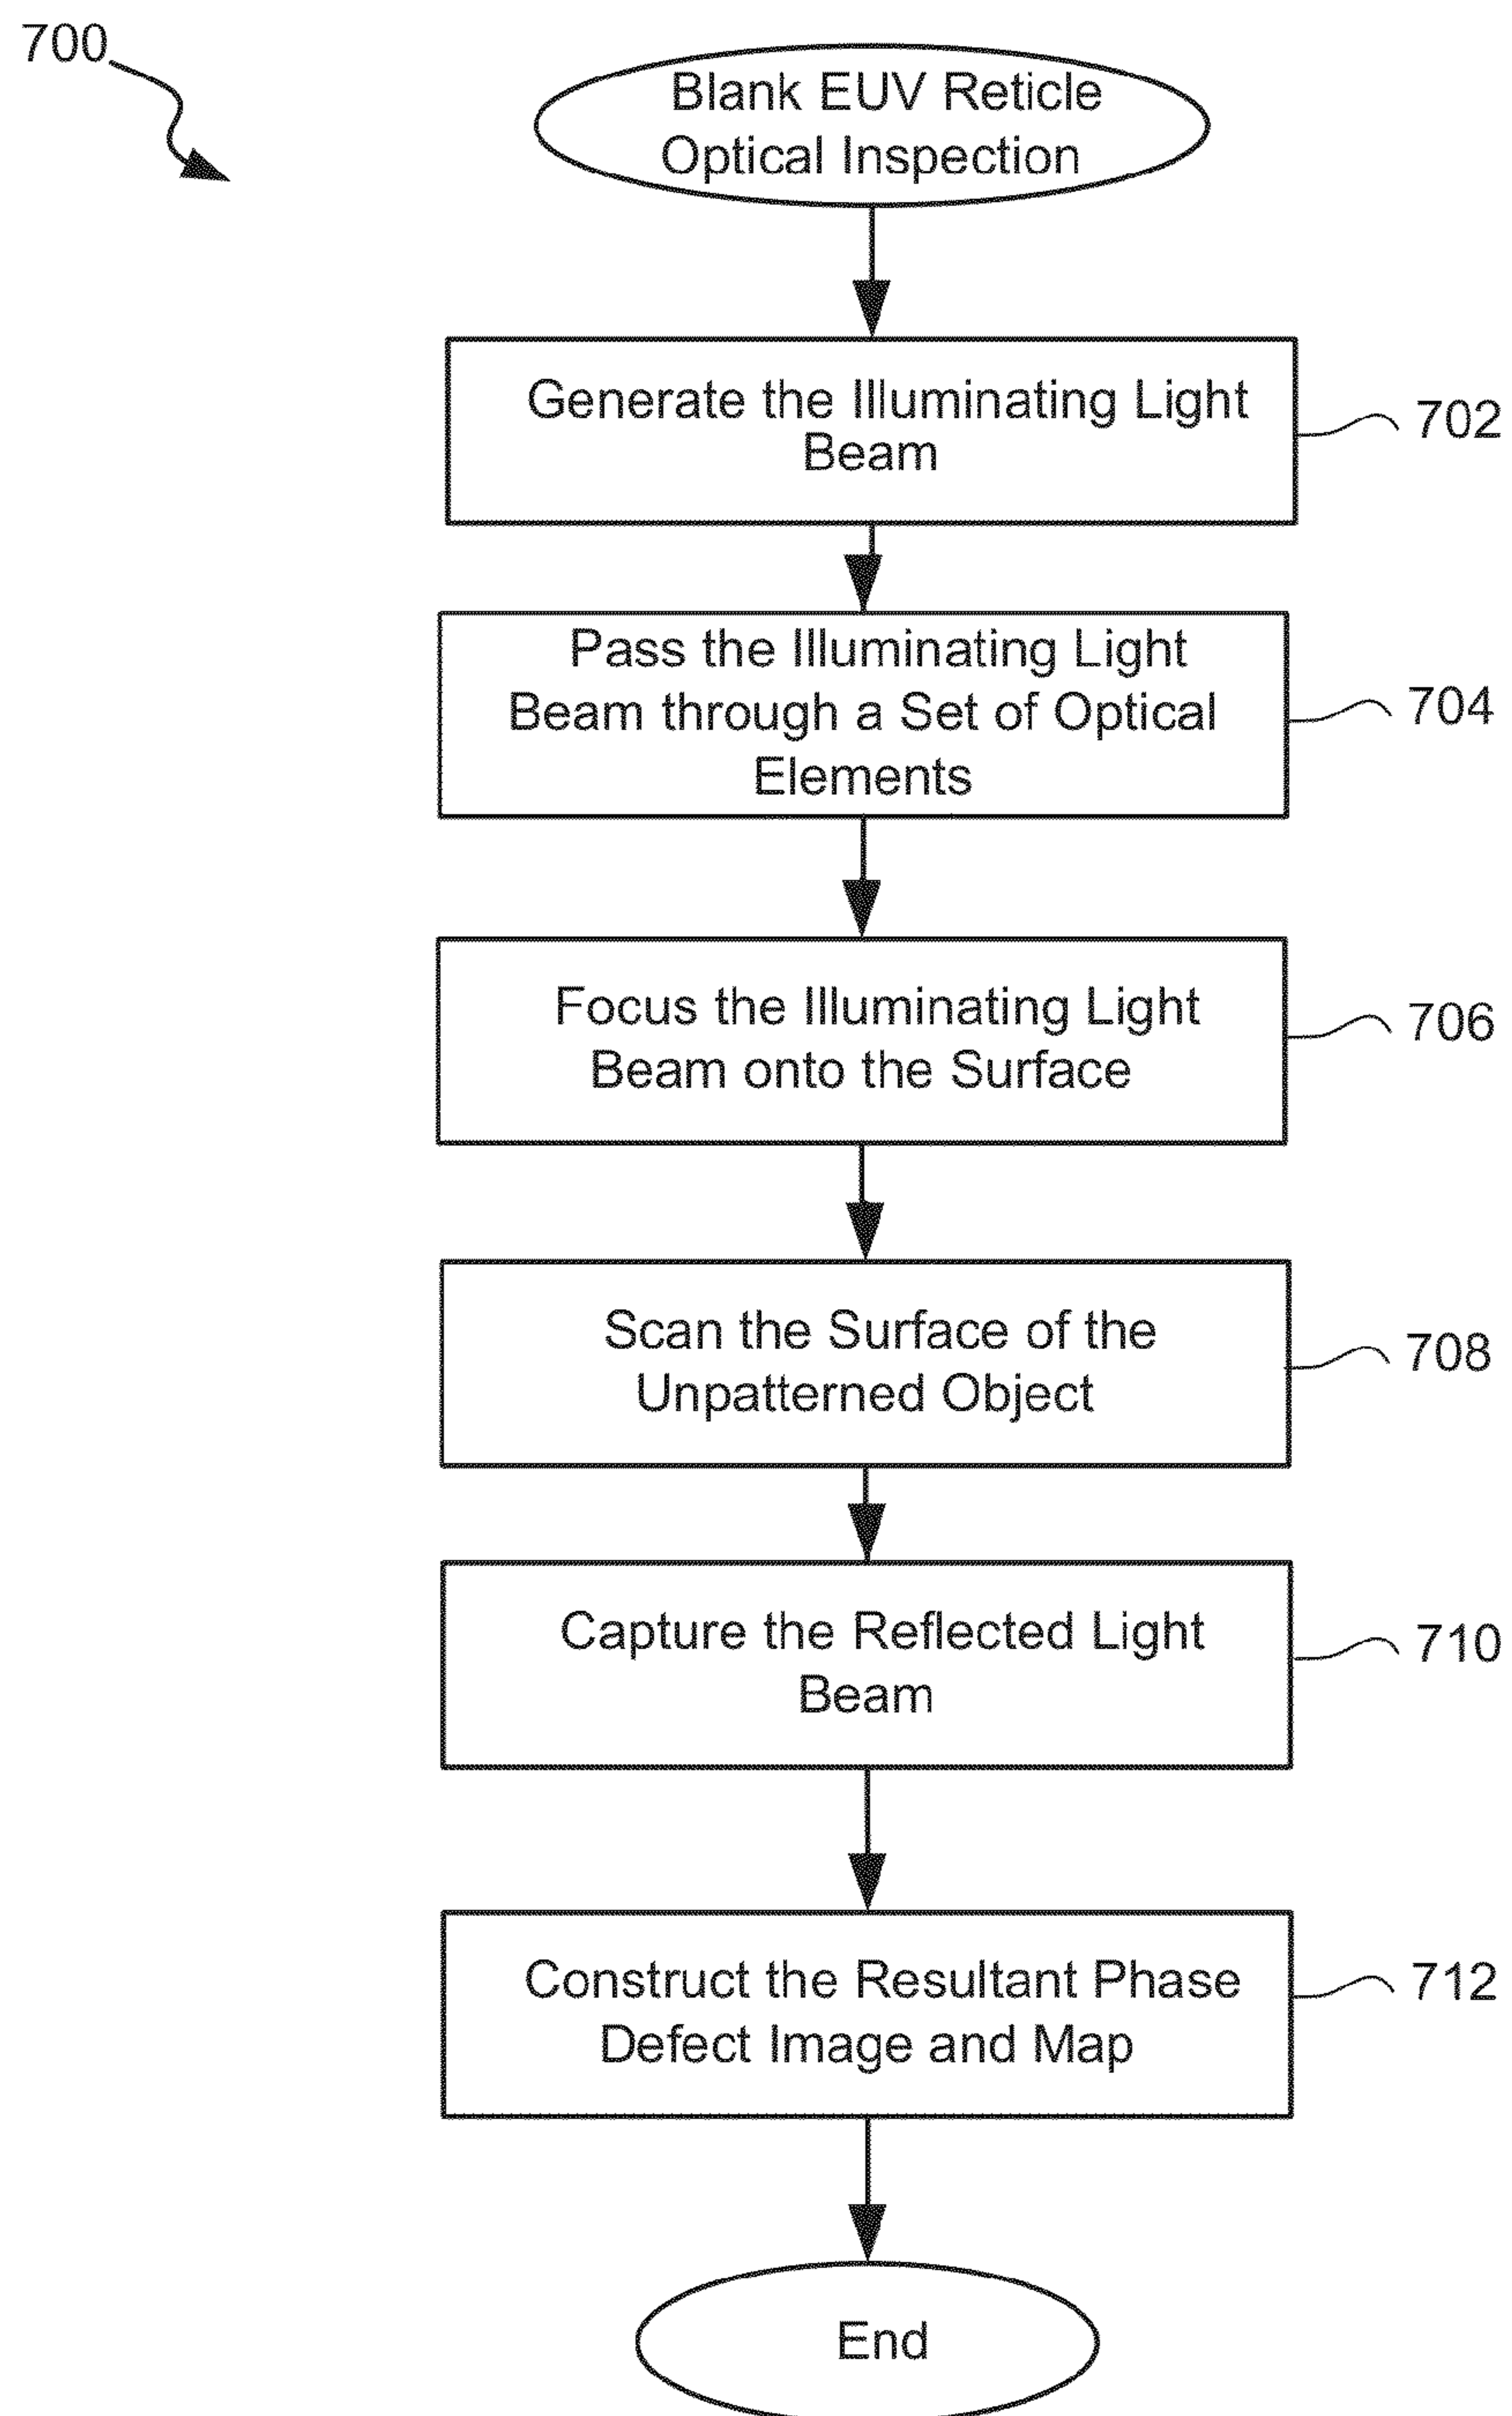 700
Blank EUV Reticle
Optical Inspection
Generate the Illuminating Light
Beam
702
Pass the Illuminating Light
Beam through a Set of Optical
Elements
704
Focus the Illuminating Light
Beam onto the Surface
706
Scan the Surface of the
Unpatterned Object
708
Capture the Reflected Light
Beam
710
Construct the Resultant Phase
Defect Image and Map
712
End